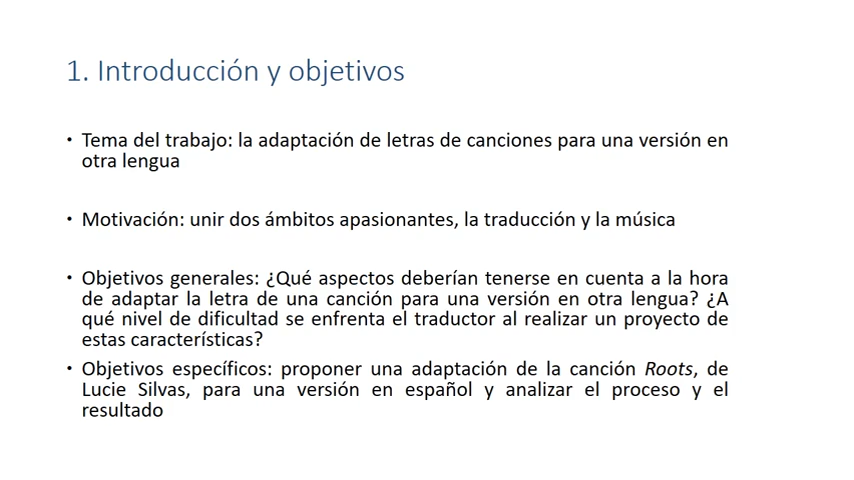 1. Introducción y objetivos
• Tema del trabajo: la adaptación de letras de canciones para una versión en
otra lengua
• Motivación: unir dos ámbitos apasionantes, la traducción y la música
• Objetivos generales: ¿Qué aspectos deberían tenerse en cuenta a la hora
de adaptar la letra de una canción para una versión en otra lengua? ¿A
qué nivel de dificultad se enfrenta el traductor al realizar un proyecto de
estas características?
• Objetivos específicos: proponer una adaptación de la canción Roots, de
Lucie Silvas, para una versión en español y analizar el proceso y el
resultado